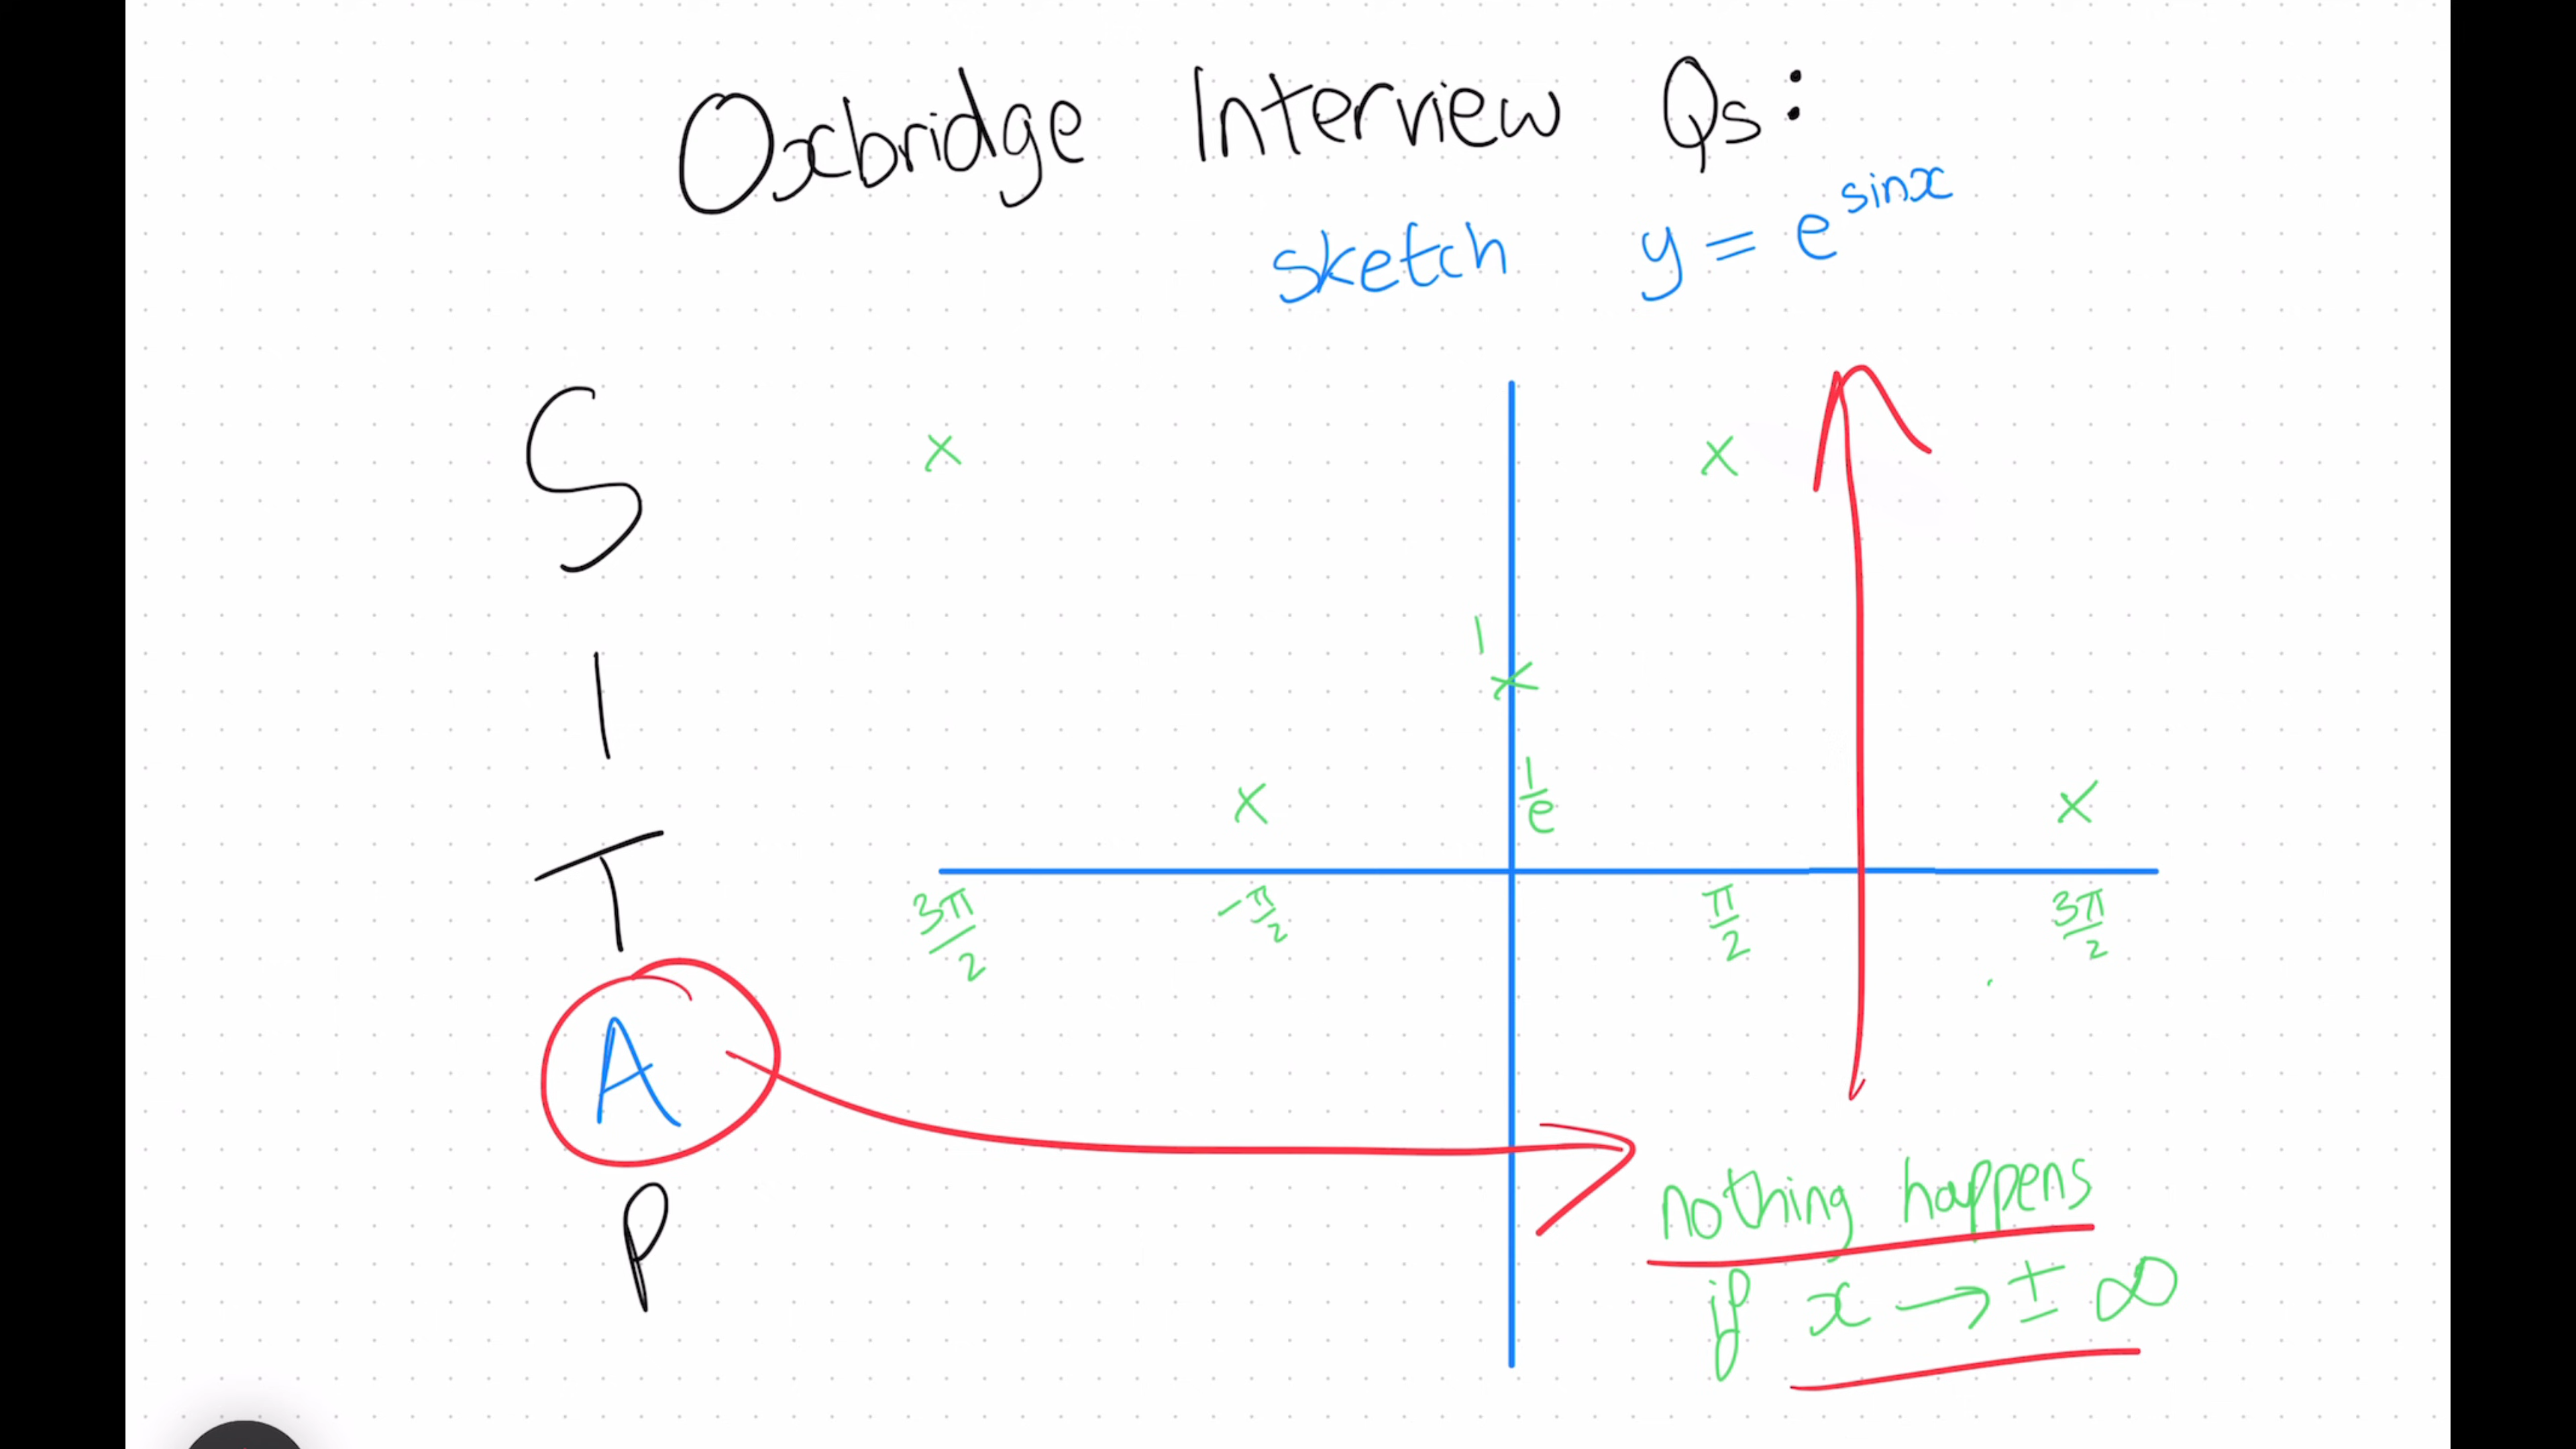 Oxbridge Interview Qs:
sketch y = e^sinx
S
I
T
A
P
1
1/e
3π/2
-π/2
π/2
3π/2
nothing happens
if x → ± ∞